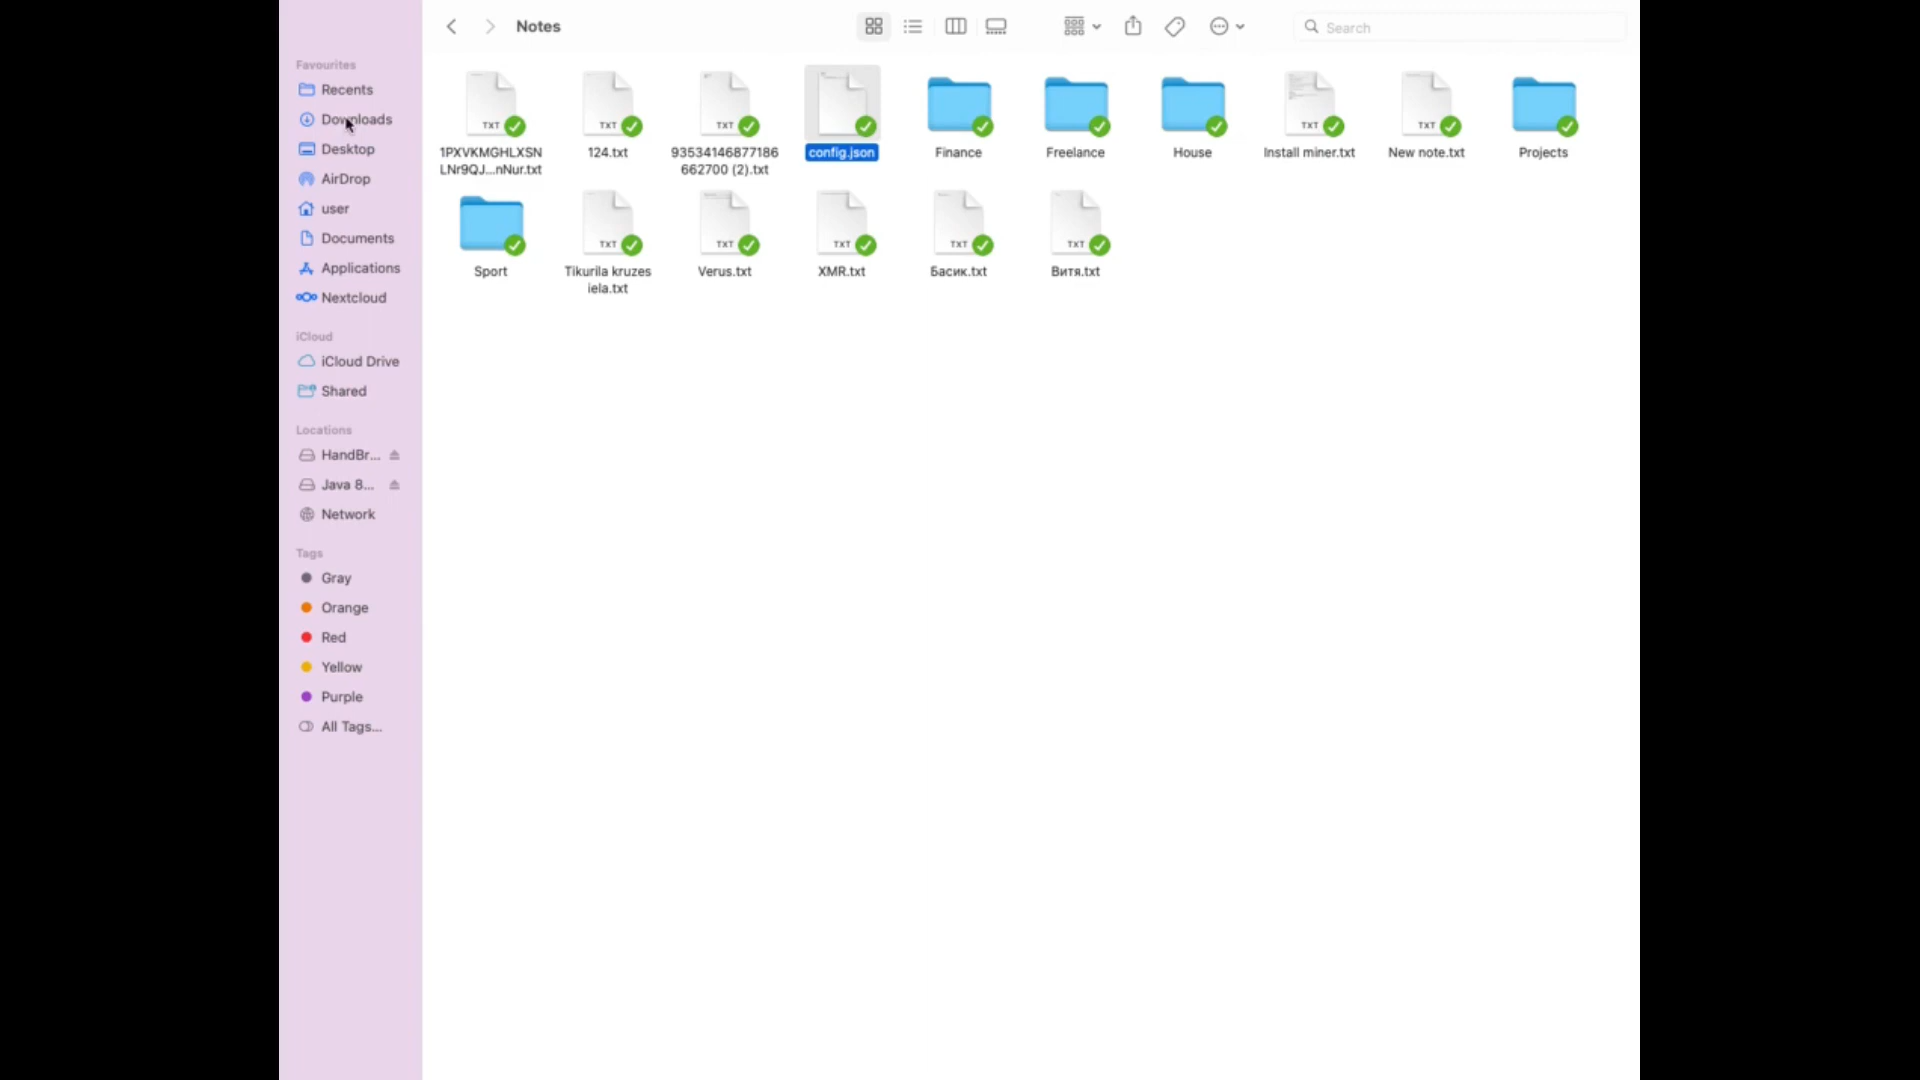 Notes
Search
Favourites
Recents
Downloads
Desktop
AirDrop
user
Documents
Applications
Nextcloud
iCloud
iCloud Drive
Shared
Locations
HandBr...
Java 8...
Network
Tags
Gray
Orange
Red
Yellow
Purple
All Tags...
TXT
1PXVKMGHLXSN
LNr9QJ...nNur.txt
TXT
124.txt
TXT
93534146877186
662700 (2).txt
config.json
Finance
Freelance
House
TXT
Install miner.txt
TXT
New note.txt
Projects
Sport
TXT
Tikurila kruzes
iela.txt
TXT
Verus.txt
TXT
XMR.txt
TXT
Басик.txt
TXT
Витя.txt